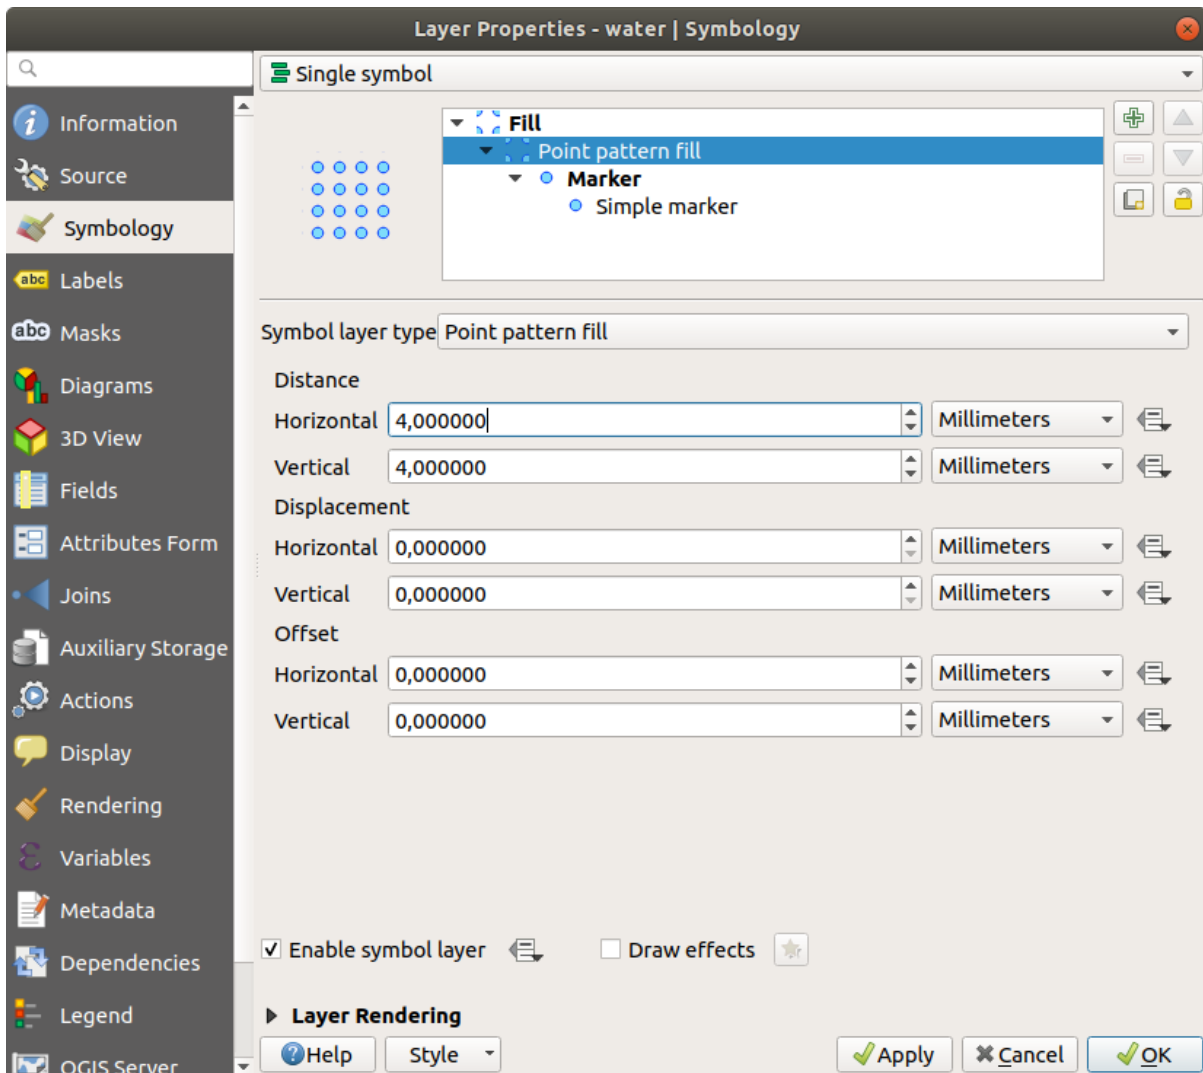 Layer Properties - water | Symbology
Information
Source
Symbology
abc Labels
abc Masks
Diagrams
3D View
Fields
Attributes Form
Joins
Auxiliary Storage
Actions
Display
Rendering
Variables
Metadata
Dependencies
Legend
QGIS Server
Single symbol
Fill
Point pattern fill
Marker
Simple marker
Symbol layer type Point pattern fill
Distance
Horizontal 4,000000 Millimeters
Vertical 4,000000 Millimeters
Displacement
Horizontal 0,000000 Millimeters
Vertical 0,000000 Millimeters
Offset
Horizontal 0,000000 Millimeters
Vertical 0,000000 Millimeters
Enable symbol layer Draw effects
Layer Rendering
Help Style Apply Cancel OK